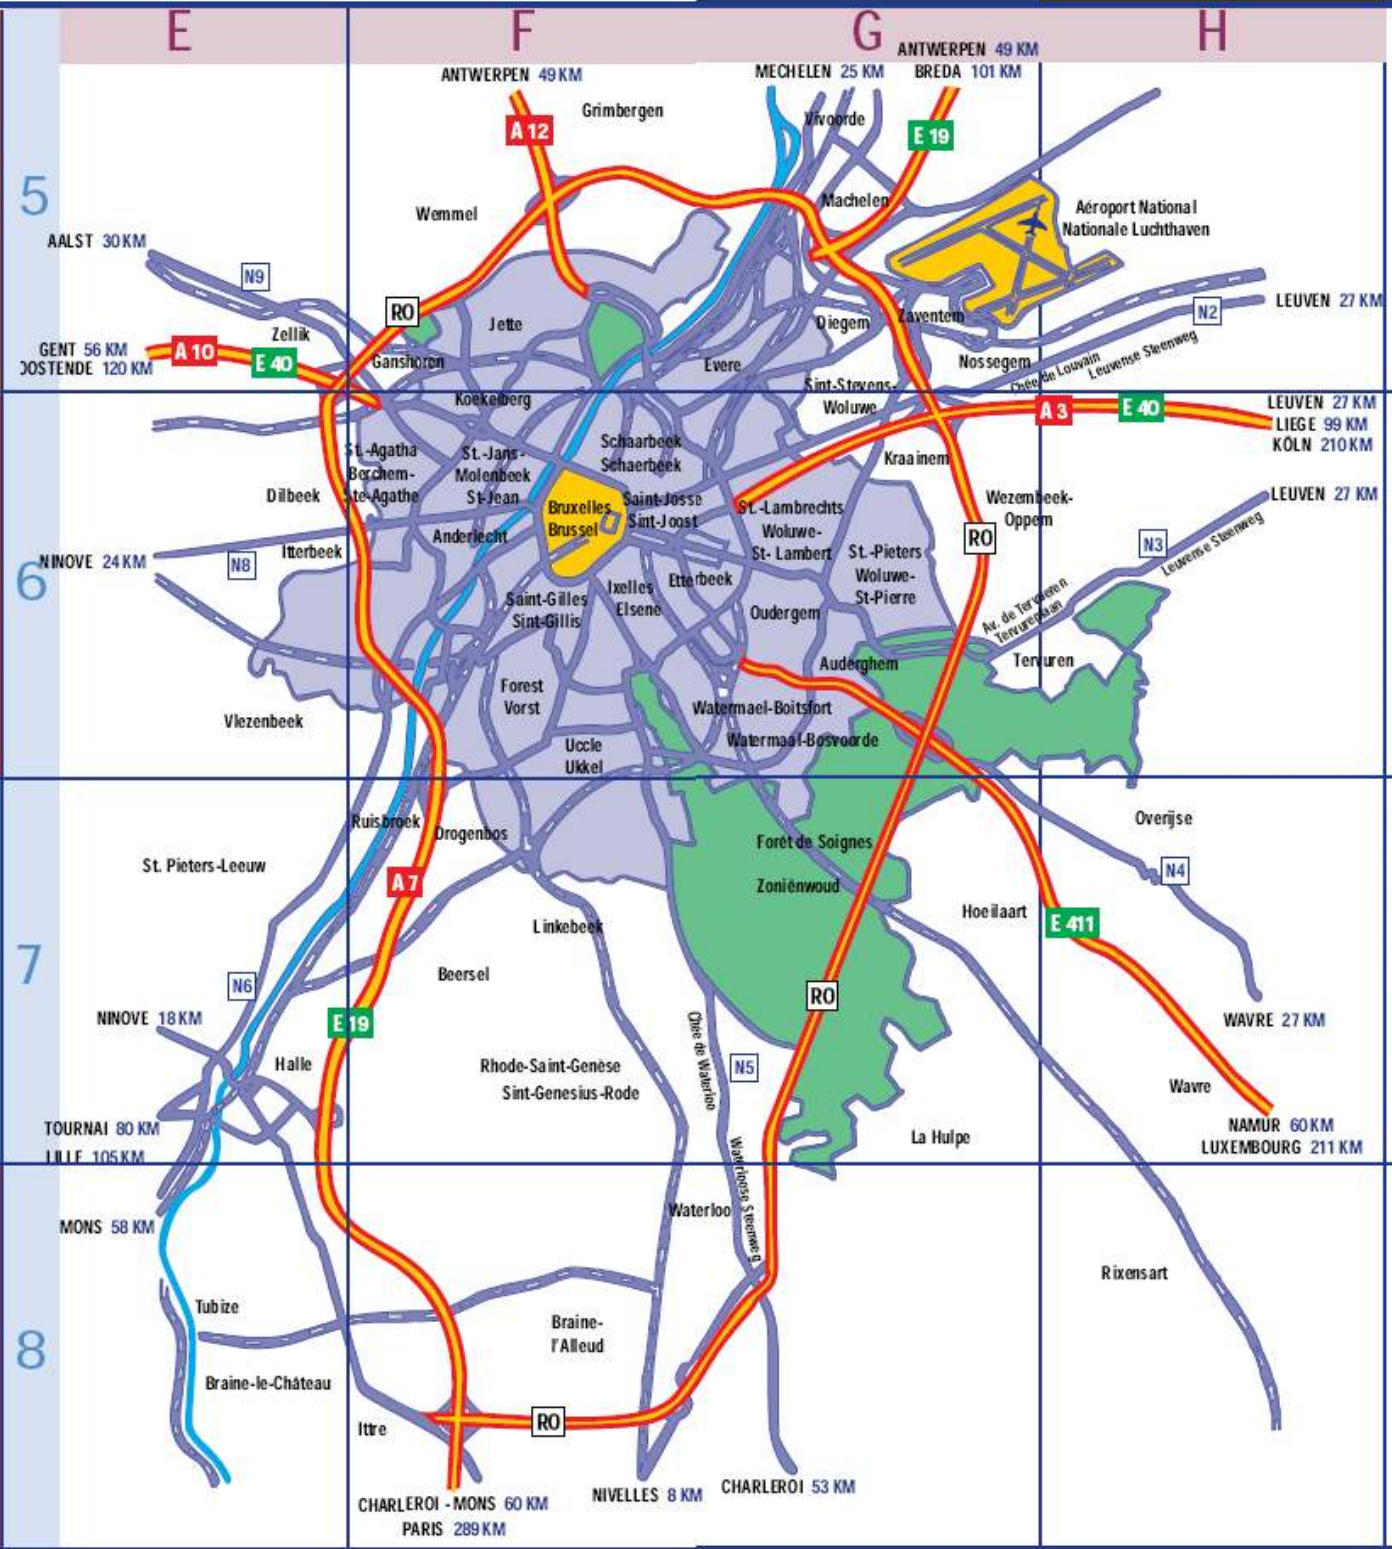 E F G H
ANTWERPEN 49 KM
ANTWERPEN 49 KM
MECHELEN 25 KM
BREDA 101 KM
Grimbergen
Vivoorde
A 12
E 19
5
Machelen
Wemmel
Aéroport National
Nationale Luchthaven
AALST 30 KM
N9
RO
LEUVEN 27 KM
N2
Zellik
Jette
Diegem
Zaventem
GENT 56 KM
A 10
E 40
OOSTENDE 120 KM
Ganshoren
Evere
Nossegem
Chée de Louvain
Leuvense Steenweg
Sint-Stevens-
Woluwe
Koekelberg
A 3
E 40
LEUVEN 27 KM
LIEGE 99 KM
KÖLN 210 KM
St.-Agatha
Berchem-
Ste-Agathe
St.-Jans-
Molenbeek
St-Jean
Schaarbeek
Schaerbeek
Kraainem
Dilbeek
Bruxelles
Brussel
Saint-Josse
Sint-Joost
St.-Lambrechts
Woluwe-
St- Lambert
Wezembeek-
Oppem
LEUVEN 27 KM
RO
N3
Leuvense Steenweg
Anderlecht
Itterbeek
NINOVE 24 KM
N8
6
St.-Pieters
Woluwe-
St-Pierre
Etterbeek
Ixelles
Elsene
Saint-Gilles
Sint-Gillis
Oudergem
Av. de Tervueren
Tervurenlaan
Auderghem
Tervuren
Forest
Vorst
Watermael-Boitsfort
Vlezenbeek
Watermaal-Bosvoorde
Uccle
Ukkel
Ruisbroek
Drogenbos
Overijse
Forêt de Soignes
Zoniënwoud
St. Pieters-Leeuw
N4
A 7
Hoeilaart
E 411
Linkebeek
7
Beersel
N6
RO
NINOVE 18 KM
E 19
WAVRE 27 KM
Halle
Rhode-Saint-Genèse
Sint-Genesius-Rode
Chée de Waterloo
N5
Wavre
TOURNAI 80 KM
LILLE 105 KM
La Hulpe
NAMUR 60 KM
LUXEMBOURG 211 KM
MONS 58 KM
Waterloo
Waterloose Steenweg
Rixensart
Tubize
8
Braine-
l'Alleud
Braine-le-Château
Ittre
RO
CHARLEROI - MONS 60 KM
PARIS 289 KM
NIVELLES 8 KM
CHARLEROI 53 KM